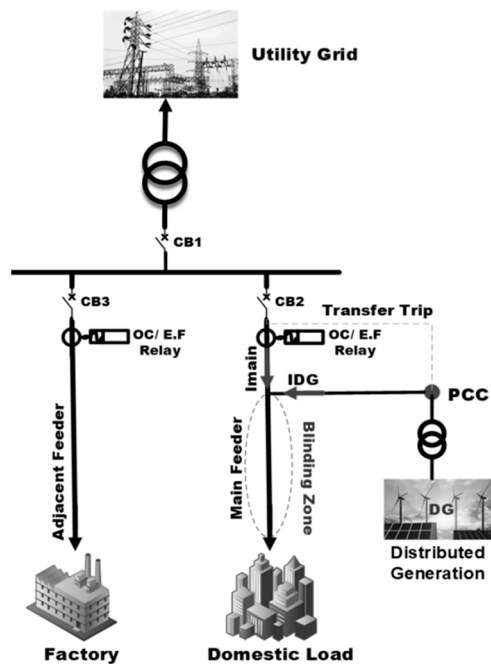 Utility Grid
CB1
CB3
CB2
Transfer Trip
OC/ E.F
Relay
OC/ E.F
Relay
Imain
IDG
PCC
Adjacent Feeder
Main Feeder
Blinding Zone
DG
Distributed
Generation
Factory
Domestic Load